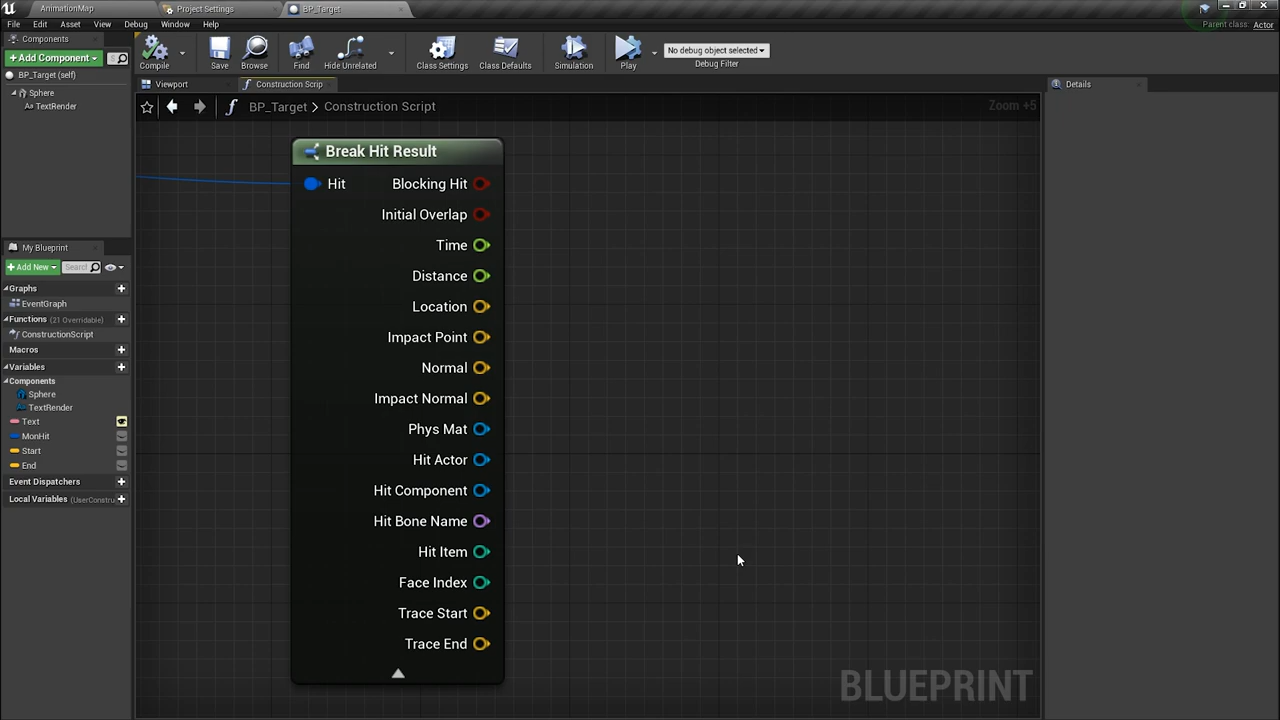 AnimationMap
Project Settings
BP_Target
File Edit Asset View Debug Window Help
Parent class: Actor
Components
+Add Component
BP_Target (self)
Sphere
TextRender
Compile
Save
Browse
Find
Hide Unrelated
Class Settings
Class Defaults
Simulation
Play
No debug object selected
Debug Filter
Viewport
Construction Scrip
Details
BP_Target > Construction Script
Zoom +5
Break Hit Result
Hit
Blocking Hit
Initial Overlap
Time
Distance
Location
Impact Point
Normal
Impact Normal
Phys Mat
Hit Actor
Hit Component
Hit Bone Name
Hit Item
Face Index
Trace Start
Trace End
My Blueprint
+Add New
Searcl
Graphs
EventGraph
Functions (21 Overridable)
ConstructionScript
Macros
Variables
Components
Sphere
TextRender
Text
MonHit
Start
End
Event Dispatchers
Local Variables (UserConstru
BLUEPRINT